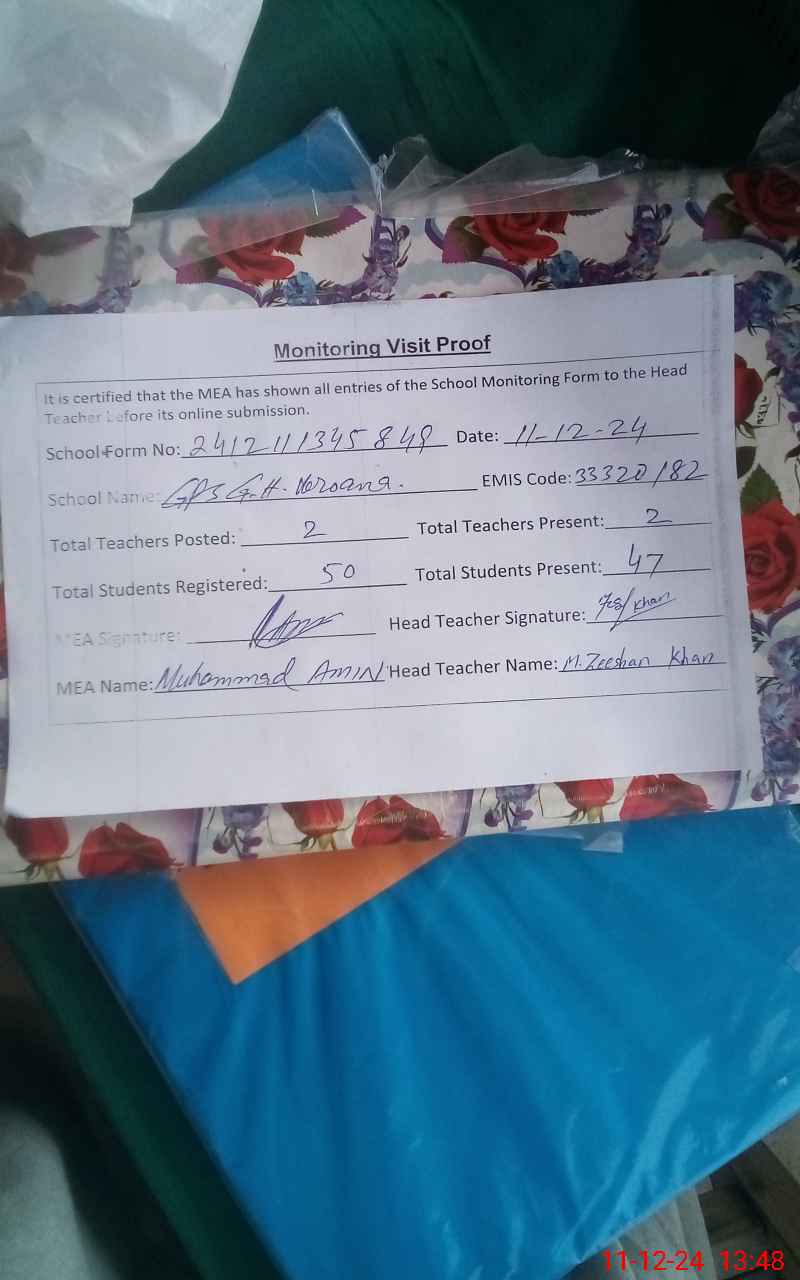 Monitoring Visit Proof
It is certified that the MEA has shown all entries of the School Monitoring Form to the Head
Teacher before its online submission.
School Form No: 2412111345849 Date: 11-12-24
School Name: GPS G.H. EMIS Code: 33320182
Total Teachers Posted: 2 Total Teachers Present: 2
Total Students Registered: 50 Total Students Present: 47
MEA Signature: Head Teacher Signature: Khan
MEA Name: Muhammad AMIN Head Teacher Name: M. Zeeshan Khan
11-12-24 13:48